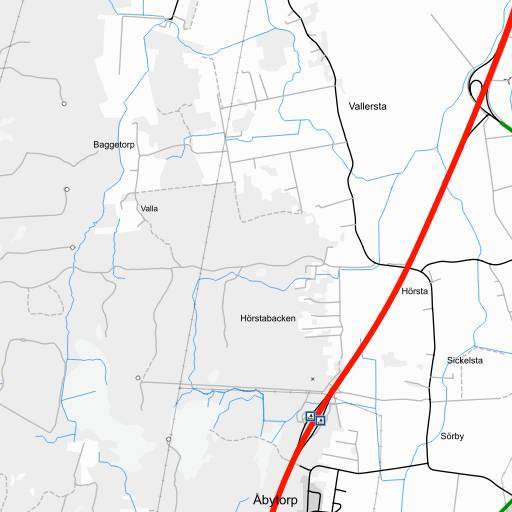 Vallersta
Baggetorp
Valla
Hörsta
Hörstabacken
Sickelsta
Sörby
Åbytorp